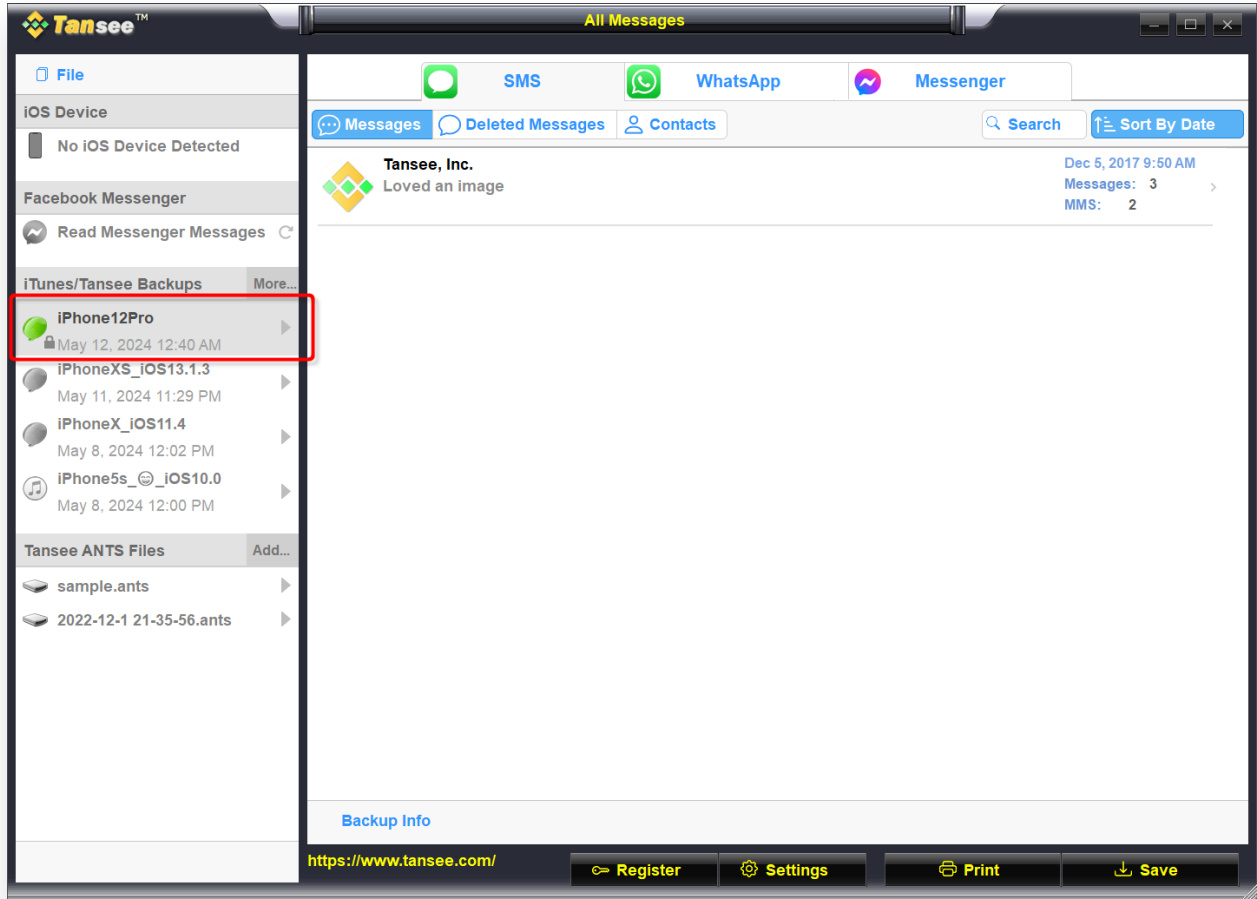 Tansee™
All Messages
File
iOS Device
No iOS Device Detected
Facebook Messenger
Read Messenger Messages
iTunes/Tansee Backups More...
iPhone12Pro
May 12, 2024 12:40 AM
iPhoneXS_iOS13.1.3
May 11, 2024 11:29 PM
iPhoneX_iOS11.4
May 8, 2024 12:02 PM
iPhone5s_😁_iOS10.0
May 8, 2024 12:00 PM
Tansee ANTS Files Add...
sample.ants
2022-12-1 21-35-56.ants
SMS WhatsApp Messenger
Messages Deleted Messages Contacts Search Sort By Date
Tansee, Inc. Dec 5, 2017 9:50 AM
Loved an image Messages: 3
MMS: 2
Backup Info
https://www.tansee.com/ Register Settings Print Save